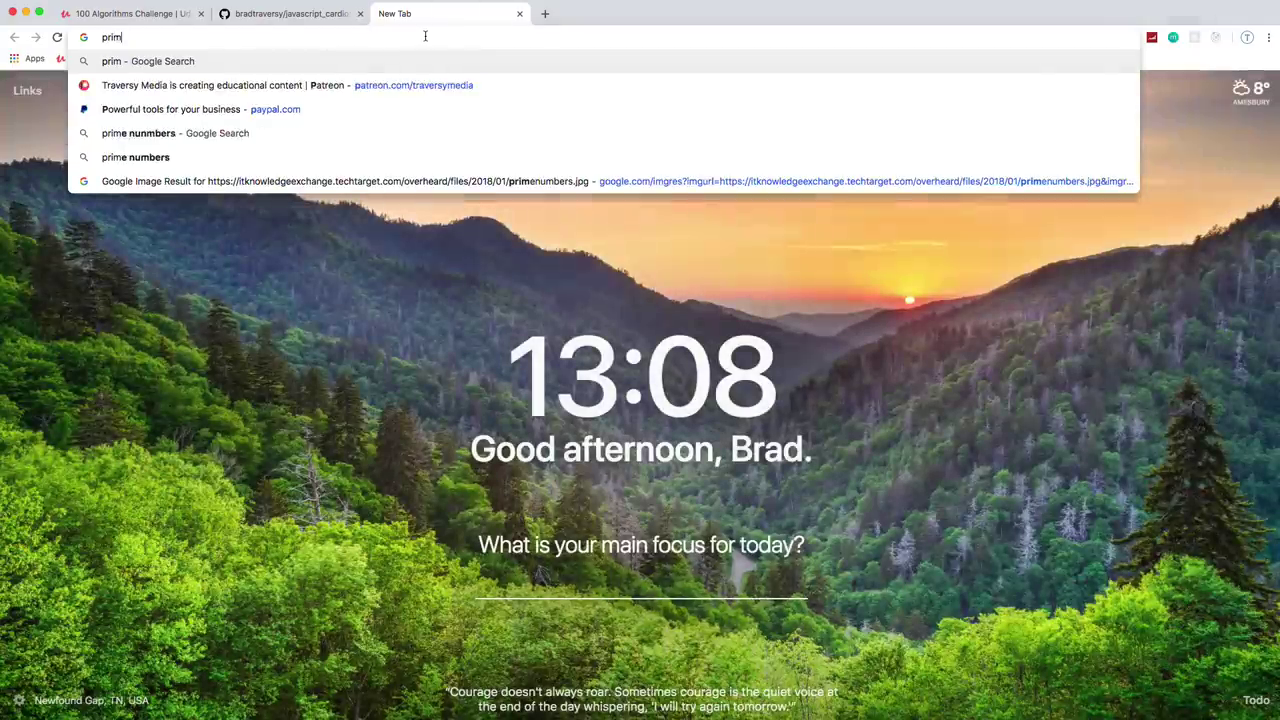 100 Algorithms Challenge | Ud
bradtraversy/javascript_cardio
New Tab
prim
Apps
prim - Google Search
Traversy Media is creating educational content | Patreon - patreon.com/traversymedia
Powerful tools for your business - paypal.com
prime nunmbers - Google Search
prime numbers
Google Image Result for https://itknowledgeexchange.techtarget.com/overheard/files/2018/01/primenumbers.jpg - google.com/imgres?imgurl=https://itknowledgeexchange.techtarget.com/overheard/files/2018/01/primenumbers.jpg&imgr...
Links
8°
AMESBURY
13:08
Good afternoon, Brad.
What is your main focus for today?
"Courage doesn't always roar. Sometimes courage is the quiet voice at
the end of the day whispering, 'I will try again tomorrow.'"
Newfound Gap, TN, USA
Todo